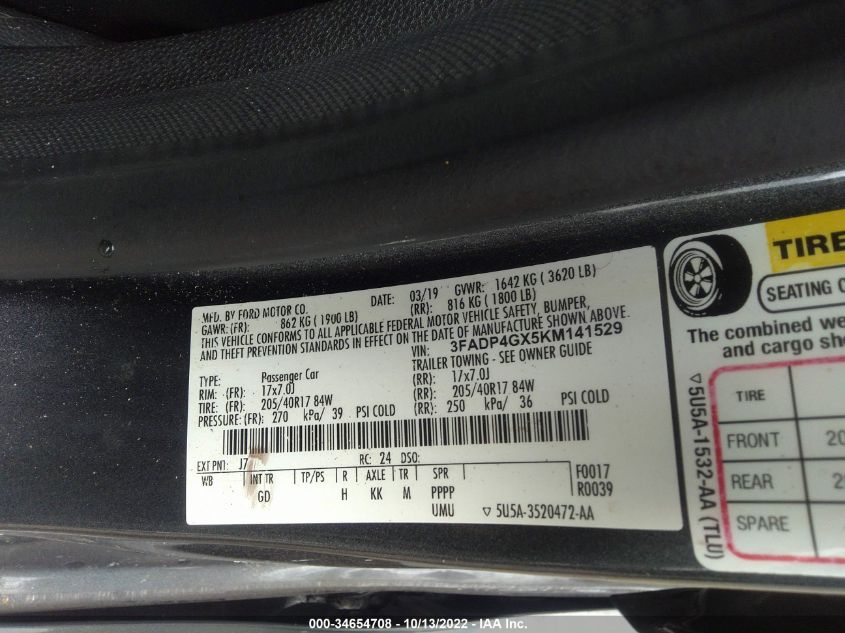 MFD. BY FORD MOTOR CO. DATE: 03/19 GVWR: 1642 KG ( 3620 LB)
GAWR: (FR): 862 KG ( 1900 LB) (RR): 816 KG ( 1800 LB)
THIS VEHICLE CONFORMS TO ALL APPLICABLE FEDERAL MOTOR VEHICLE SAFETY, BUMPER,
AND THEFT PREVENTION STANDARDS IN EFFECT ON THE DATE OF MANUFACTURE SHOWN ABOVE.
VIN: 3FADP4GX5KM141529
TRAILER TOWING - SEE OWNER GUIDE
TYPE: Passenger Car
RIM: (FR): 17x7.0J (RR): 17x7.0J
TIRE: (FR): 205/40R17 84W (RR): 205/40R17 84W
PRESSURE: (FR): 270 kPa/ 39 PSI COLD (RR): 250 kPa/ 36 PSI COLD
EXT PNT: J7 RC: 24 DSO:
WB INT TR TP/PS R AXLE TR SPR F0017
GD H KK M PPPP R0039
UMU ▽ 5U5A-3520472-AA
TIRE
SEATING
The combined
and cargo
TIRE
FRONT
REAR
SPARE
▽ 5U5A-1532-AA (TLU)
000-34654708 - 10/13/2022 - IAA Inc.